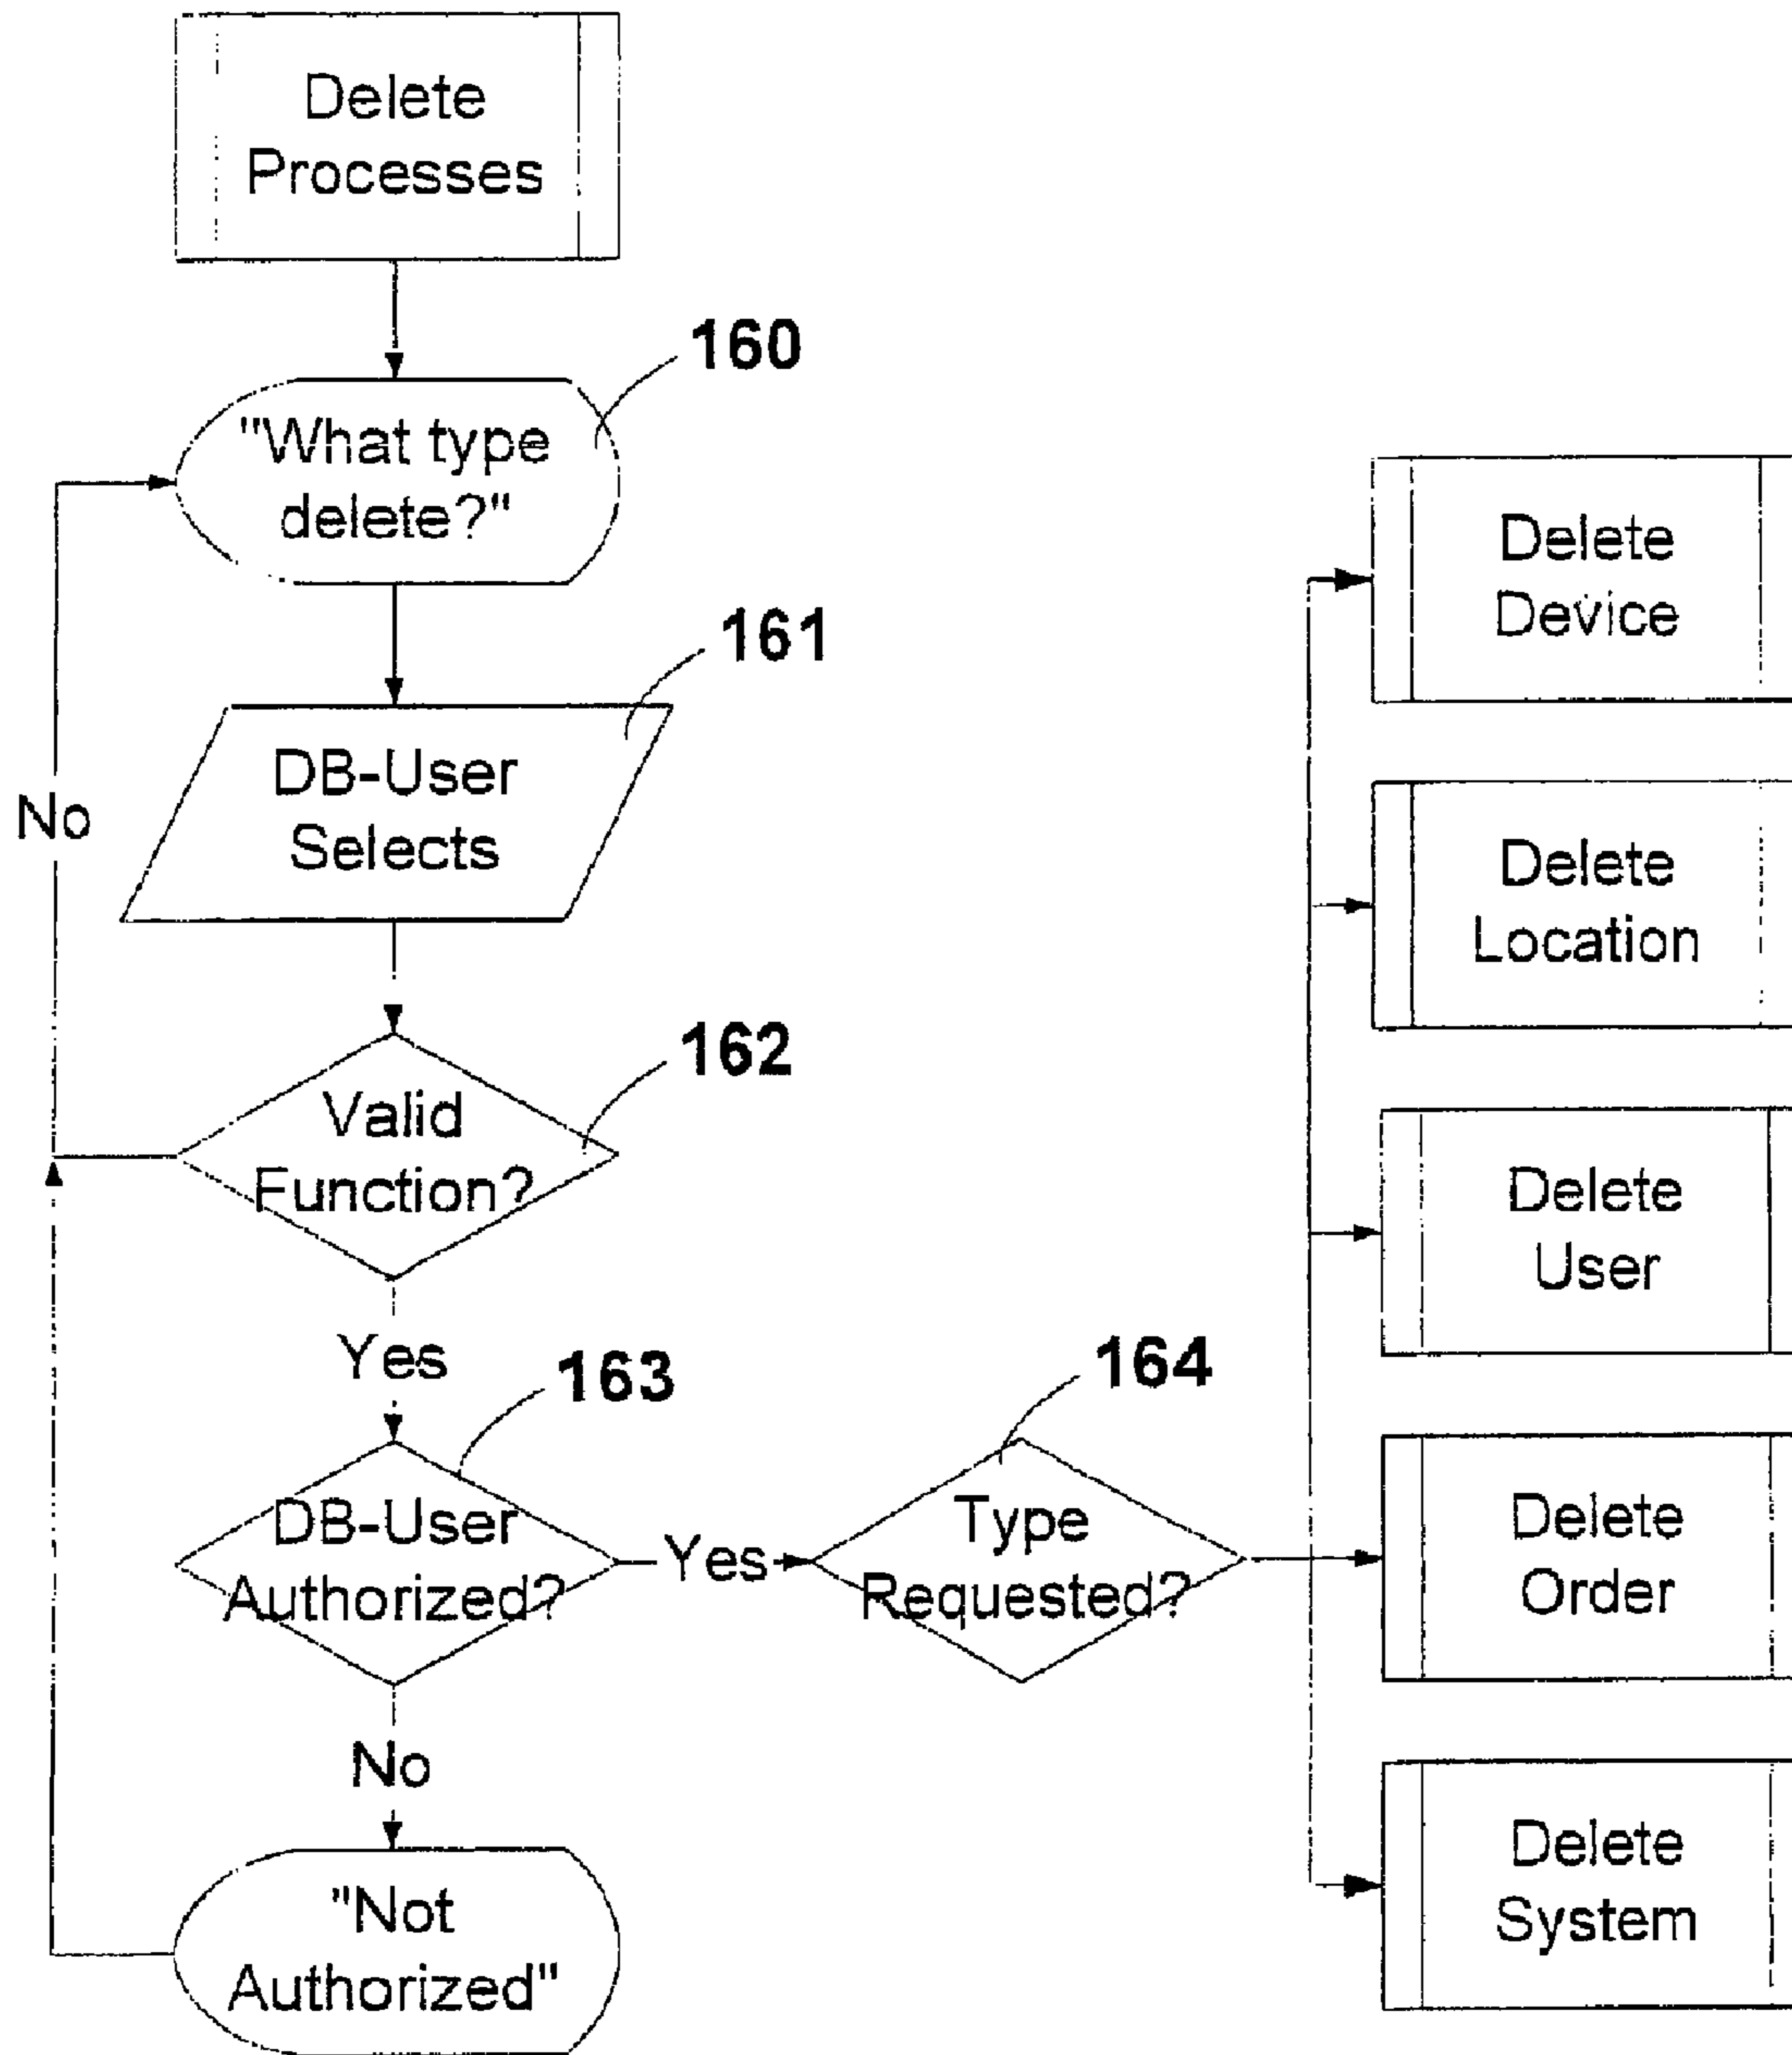 Delete
Processes
160
"What type
delete?"
161
DB-User
Selects
No
162
Valid
Function?
Yes
163
DB-User
Authorized?
Yes
164
Type
Requested?
No
"Not
Authorized"
Delete
Device
Delete
Location
Delete
User
Delete
Order
Delete
System